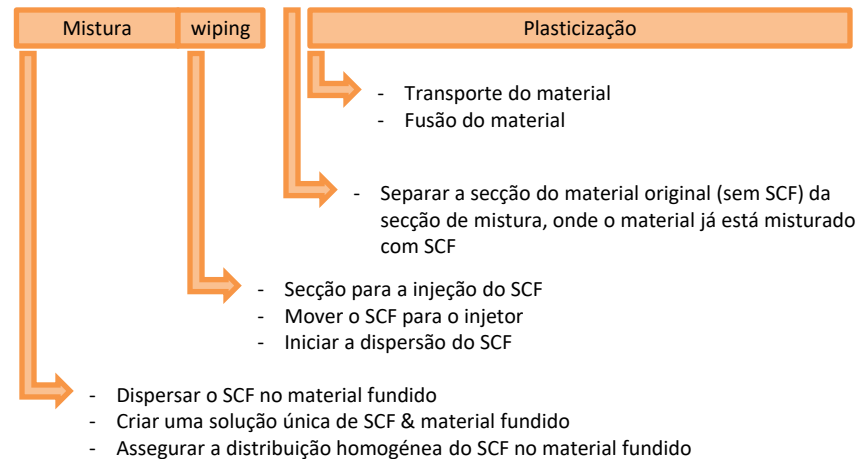 Mistura wiping Plasticização
- Transporte do material
- Fusão do material
- Separar a secção do material original (sem SCF) da
secção de mistura, onde o material já está misturado
com SCF
- Secção para a injeção do SCF
- Mover o SCF para o injetor
- Iniciar a dispersão do SCF
- Dispersar o SCF no material fundido
- Criar uma solução única de SCF & material fundido
- Assegurar a distribuição homogénea do SCF no material fundido